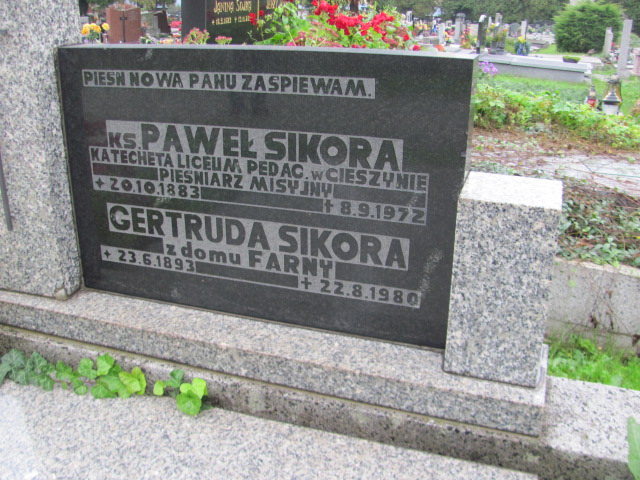 PIEŚŃ NOWA PANU ZAŚPIEWAM.
KS. PAWEŁ SIKORA
KATECHETA LICEUM PEDAG. W CIESZYNIE
PIEŚNIARZ MISYJNY
+ 20.10.1883
+ 8.9.1972
GERTRUDA SIKORA
z domu FARNY
+ 23.6.1893
+ 22.8.1980